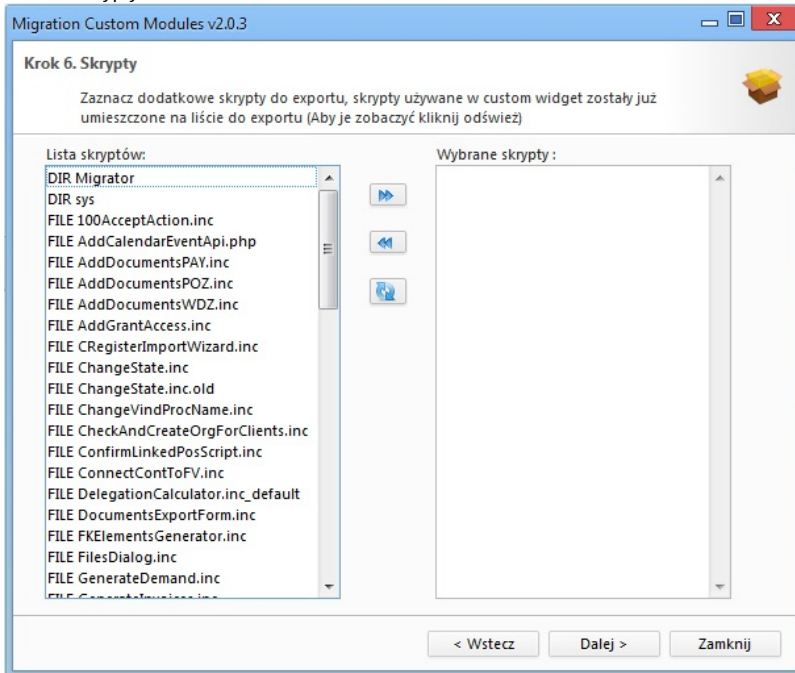 Migration Custom Modules v2.0.3
Krok 6. Skrypty
Zaznacz dodatkowe skrypty do exportu, skrypty używane w custom widget zostały już
umieszczone na liście do exportu (Aby je zobaczyć kliknij odśwież)
Lista skryptów:
Wybrane skrypty :
DIR Migrator
DIR sys
FILE 100AcceptAction.inc
FILE AddCalendarEventApi.php
FILE AddDocumentsPAY.inc
FILE AddDocumentsPOZ.inc
FILE AddDocumentsWDZ.inc
FILE AddGrantAccess.inc
FILE CRegisterImportWizard.inc
FILE ChangeState.inc
FILE ChangeState.inc.old
FILE ChangeVindProcName.inc
FILE CheckAndCreateOrgForClients.inc
FILE ConfirmLinkedPosScript.inc
FILE ConnectContToFV.inc
FILE DelegationCalculator.inc_default
FILE DocumentsExportForm.inc
FILE FKElementsGenerator.inc
FILE FilesDialog.inc
FILE GenerateDemand.inc
< Wstecz
Dalej >
Zamknij